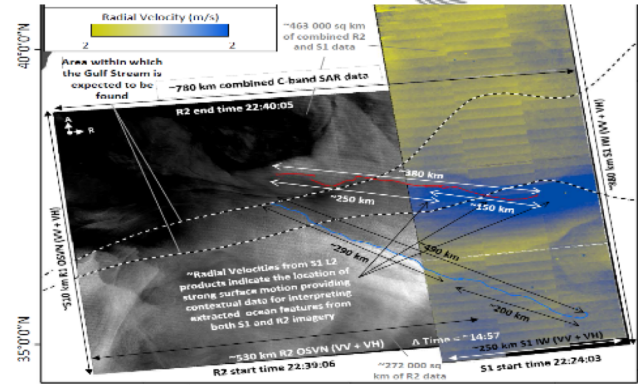 Radial Velocity (m/s)
2
2
40°0'0"N
35°0'0"N
~463 000 sq km
of combined R2
and S1 data
Area within which
the Gulf Stream is
expected to be
found
~780 km combined C-band SAR data
R2 end time 22:40:05
A
R
380 km
~250 km
~150 km
~290 km
~490 km
~200 km
~Radial Velocities from S1 L2
products indicate the location of
strong surface motion providing
contextual data for interpreting
extracted ocean features from
both S1 and R2 imagery
Δ Time = ~14:57
~530 km R2 OSVN (VV + VH)
R2 start time 22:39:06
~250 km S1 IW (VV + VH)
S1 start time 22:24:03
~272 000 sq
km of R2 data